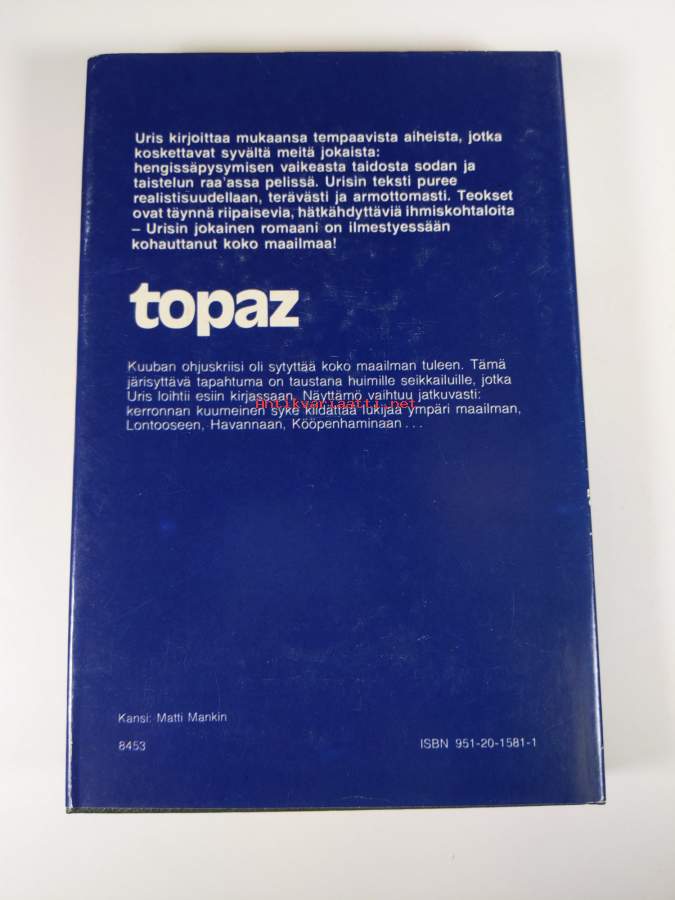 Uris kirjoittaa mukaansa tempaavista aiheista, jotka
koskettavat syvältä meitä jokaista:
hengissäpysymisen vaikeasta taidosta sodan ja
taistelun raa'assa pelissä. Urisin teksti puree
realistisuudellaan, terävästi ja armottomasti. Teokset
ovat täynnä riipaisevia, hätkähdyttäviä ihmiskohtaloita
– Urisin jokainen romaani on ilmestyessään
kohauttanut koko maailmaa!
topaz
Kuuban ohjuskriisi oli sytyttää koko maailman tuleen. Tämä
järisyttävä tapahtuma on taustana huimille seikkailuille, jotka
Uris loihtii esiin kirjassaan. Näyttämö vaihtuu jatkuvasti:
Antikvariaatti.net
kerronnan kuumeinen syke kiidättää lukijaa ympäri maailman,
Lontooseen, Havannaan, Kööpenhaminaan . . .
Kansi: Matti Mankin
8453
ISBN 951-20-1581-1